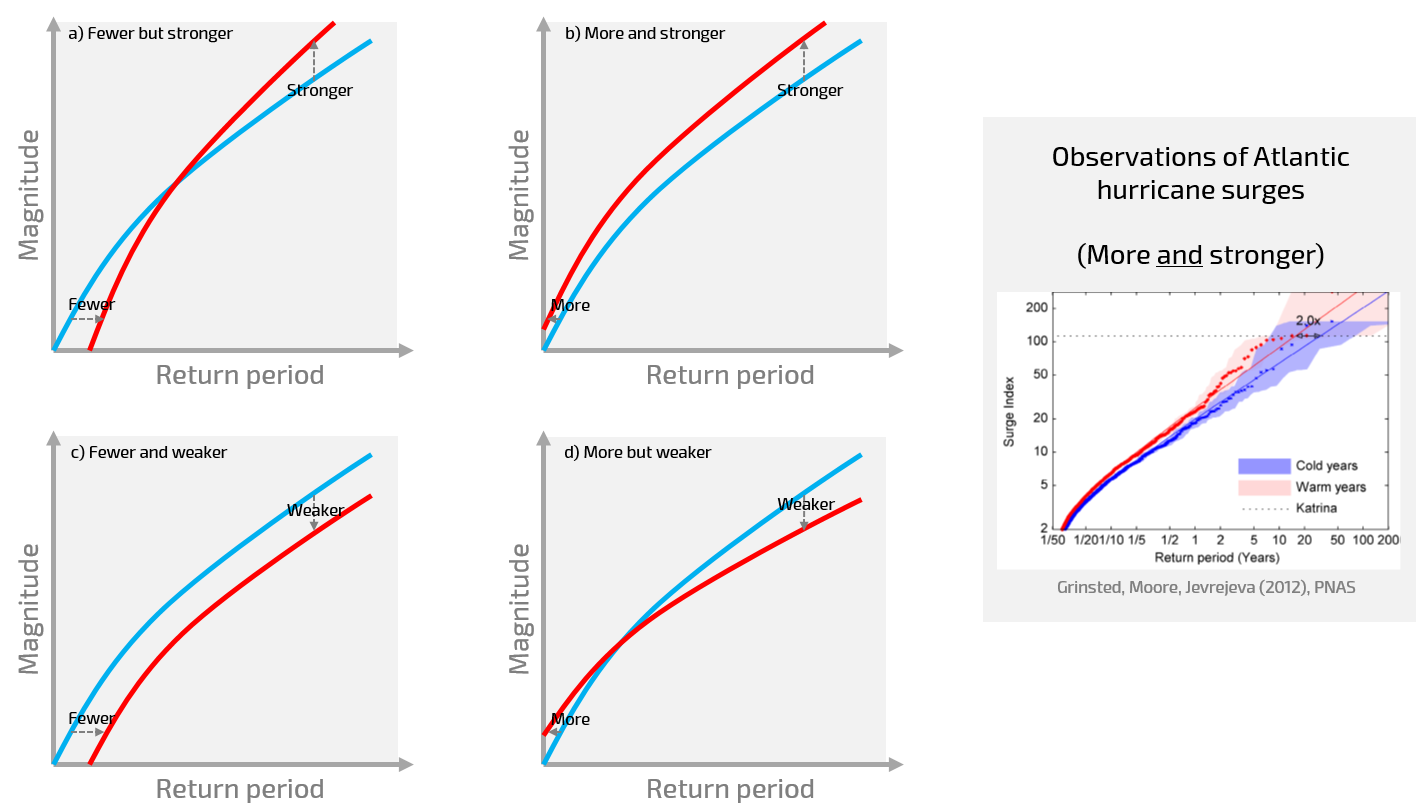 a) Fewer but stronger
Stronger
Fewer
Magnitude
Return period
b) More and stronger
Stronger
More
Magnitude
Return period
c) Fewer and weaker
Weaker
Fewer
Magnitude
Return period
d) More but weaker
Weaker
More
Magnitude
Return period
Observations of Atlantic
hurricane surges
(More and stronger)
200
100
50
20
10
5
2
Surge Index
2.0x
Cold years
Warm years
Katrina
1/50 1/20 1/10 1/5 1/2 1 2 5 10 20 50 100 200
Return period (Years)
Grinsted, Moore, Jevrejeva (2012), PNAS